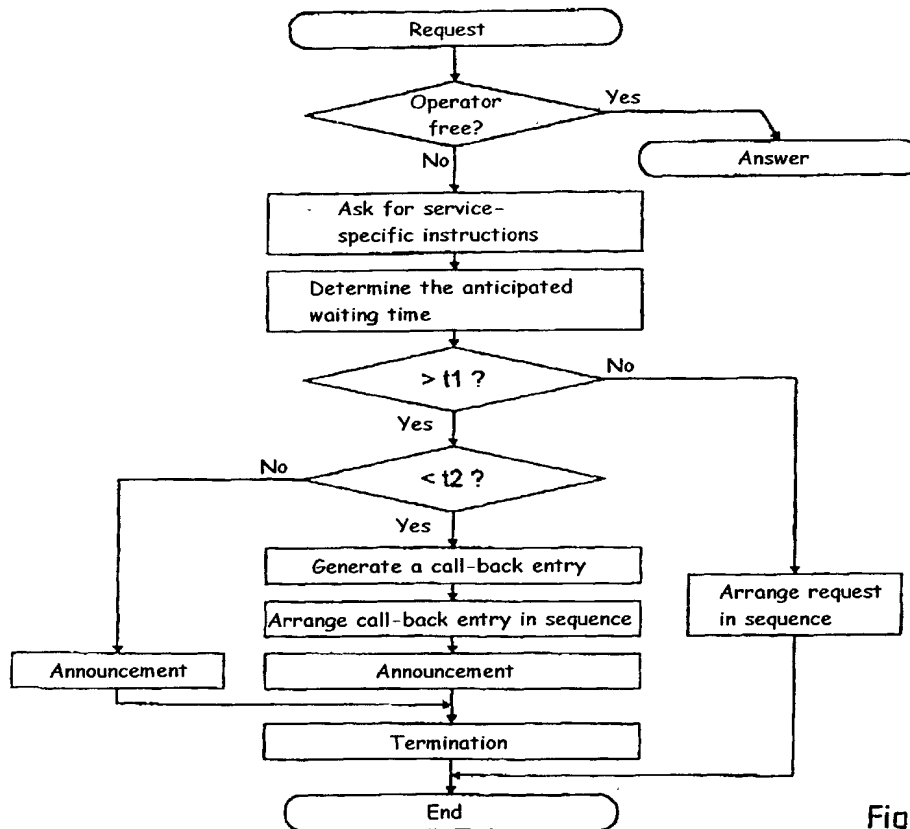 Request
Operator
free?
Yes
Answer
No
Ask for service-
specific instructions
Determine the anticipated
waiting time
> t1 ?
No
Yes
< t2 ?
No
Yes
Generate a call-back entry
Arrange call-back entry in sequence
Arrange request
in sequence
Announcement
Announcement
Termination
End
Fig